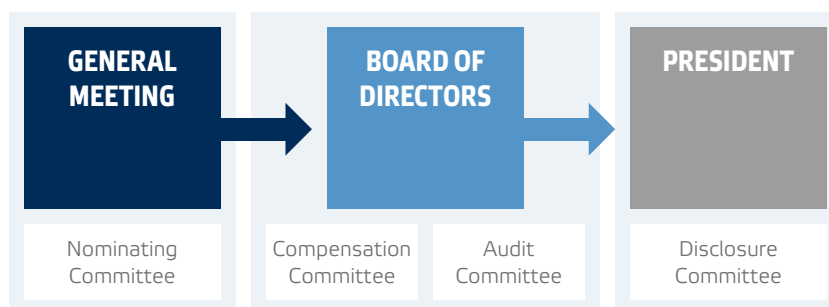 GENERAL
MEETING
BOARD OF
DIRECTORS
PRESIDENT
Nominating
Committee
Compensation
Committee
Audit
Committee
Disclosure
Committee